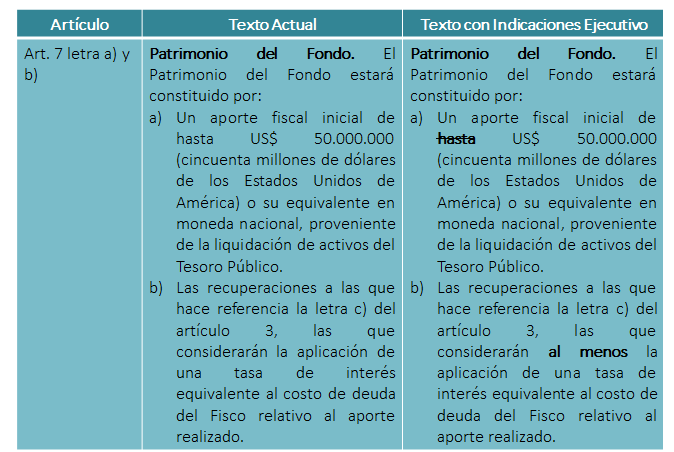 Artículo
Texto Actual
Texto con Indicaciones Ejecutivo
Art. 7 letra a) y
b)
Patrimonio del Fondo. El
Patrimonio del Fondo estará
constituido por:
a) Un aporte fiscal inicial de
hasta US$ 50.000.000
(cincuenta millones de dólares
de los Estados Unidos de
América) o su equivalente en
moneda nacional, proveniente
de la liquidación de activos del
Tesoro Público.
b) Las recuperaciones a las que
hace referencia la letra c) del
artículo 3, las que
considerarán la aplicación de
una tasa de interés
equivalente al costo de deuda
del Fisco relativo al aporte
realizado.
Patrimonio del Fondo. El
Patrimonio del Fondo estará
constituido por:
a) Un aporte fiscal inicial de
hasta US$ 50.000.000
(cincuenta millones de dólares
de los Estados Unidos de
América) o su equivalente en
moneda nacional, proveniente
de la liquidación de activos del
Tesoro Público.
b) Las recuperaciones a las que
hace referencia la letra c) del
artículo 3, las que
considerarán al menos la
aplicación de una tasa de
interés equivalente al costo de
deuda del Fisco relativo al
aporte realizado.